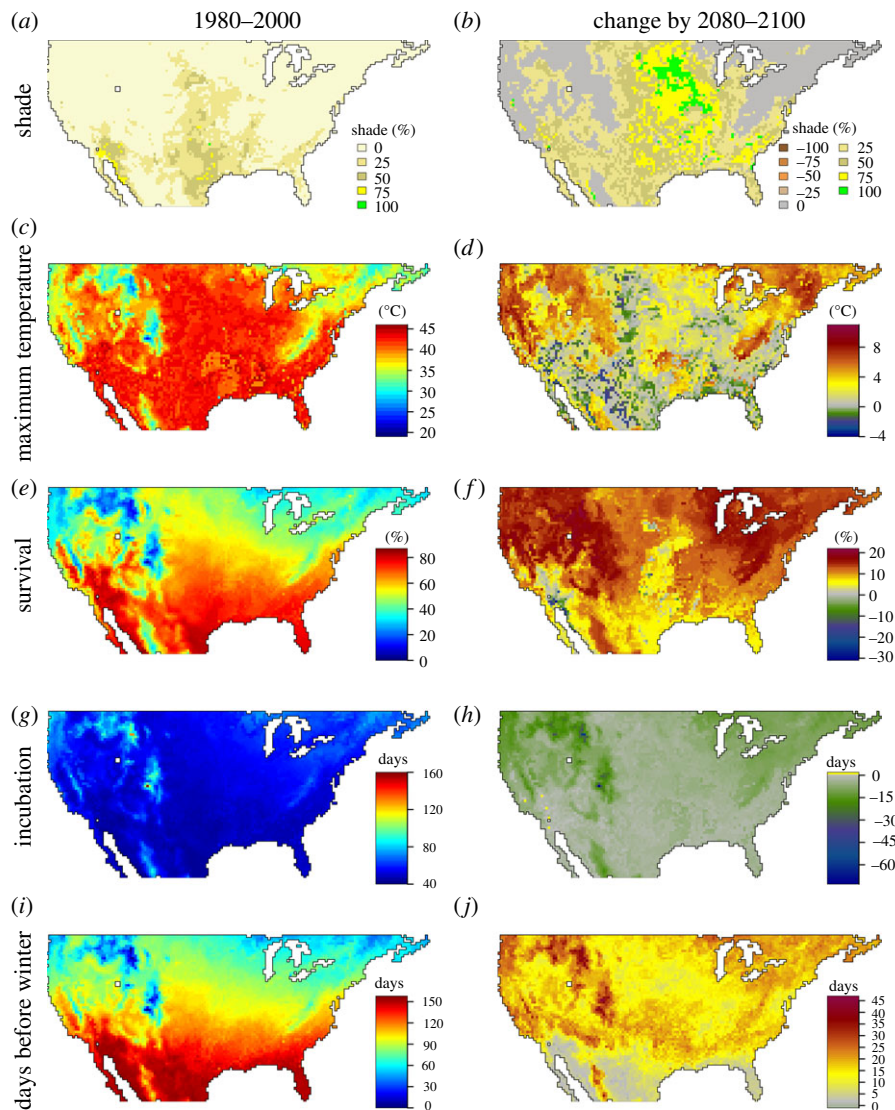 (a) 1980–2000
(b) change by 2080–2100
shade
shade (%)
0
25
50
75
100
shade (%)
–100 25
–75 50
–50 75
–25 100
0
(c)
(d)
maximum temperature
(°C)
45
40
35
30
25
20
(°C)
8
4
0
–4
(e)
(f)
survival
(%)
80
60
40
20
0
(%)
20
10
0
–10
–20
–30
(g)
(h)
incubation
days
160
120
80
40
days
0
–15
–30
–45
–60
(i)
(j)
days before winter
days
150
120
90
60
30
0
days
45
40
35
30
25
20
15
10
5
0